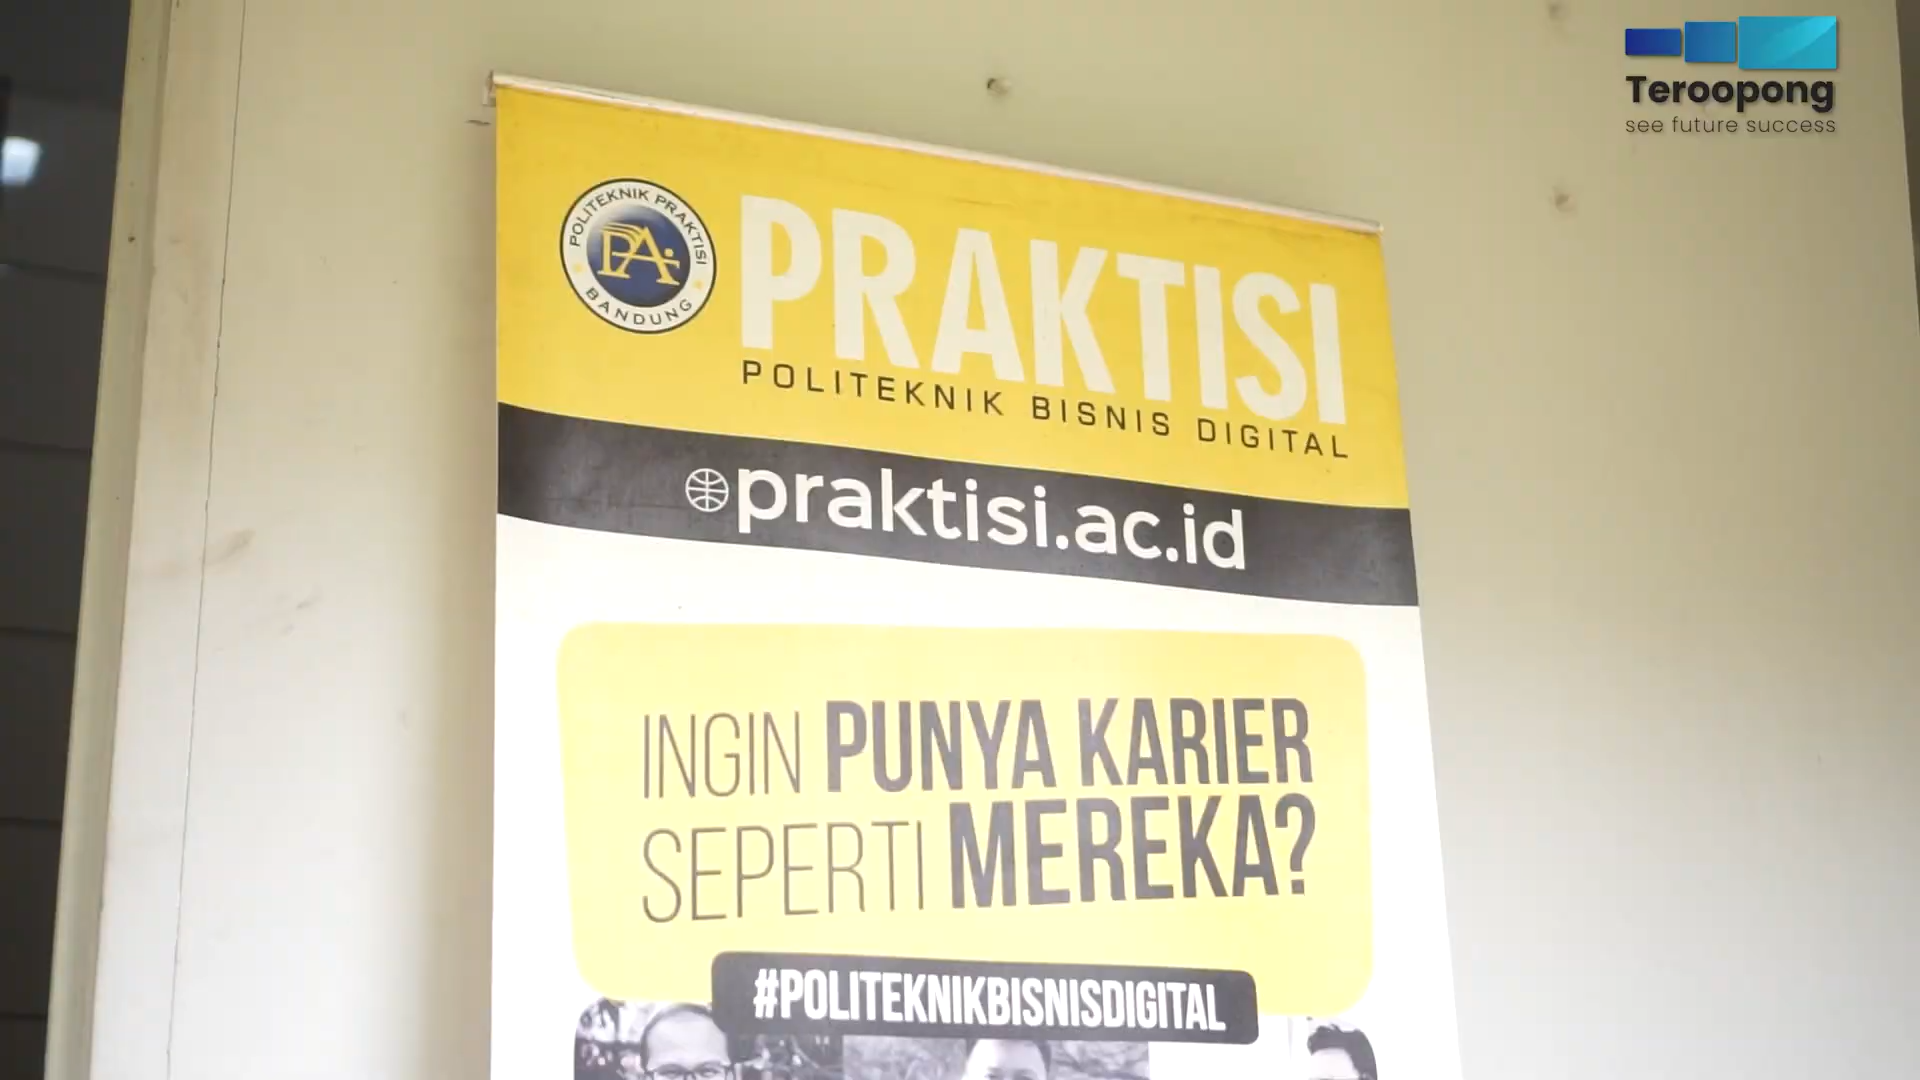 Teroopong
see future success
POLITEKNIK PRAKTISI
PA
BANDUNG
PRAKTISI
POLITEKNIK BISNIS DIGITAL
praktisi.ac.id
INGIN PUNYA KARIER
SEPERTI MEREKA?
#POLITEKNIKBISNISDIGITAL